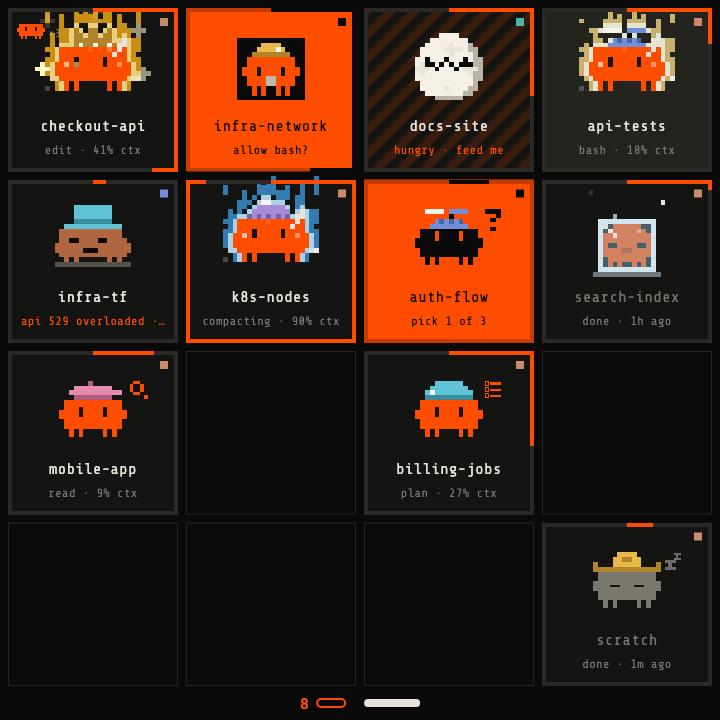 checkout-api
edit · 41% ctx
infra-network
allow bash?
docs-site
hungry · feed me
api-tests
bash · 18% ctx
infra-tf
api 529 overloaded ·…
k8s-nodes
compacting · 90% ctx
auth-flow
pick 1 of 3
search-index
done · 1h ago
mobile-app
read · 9% ctx
billing-jobs
plan · 27% ctx
scratch
done · 1m ago
8